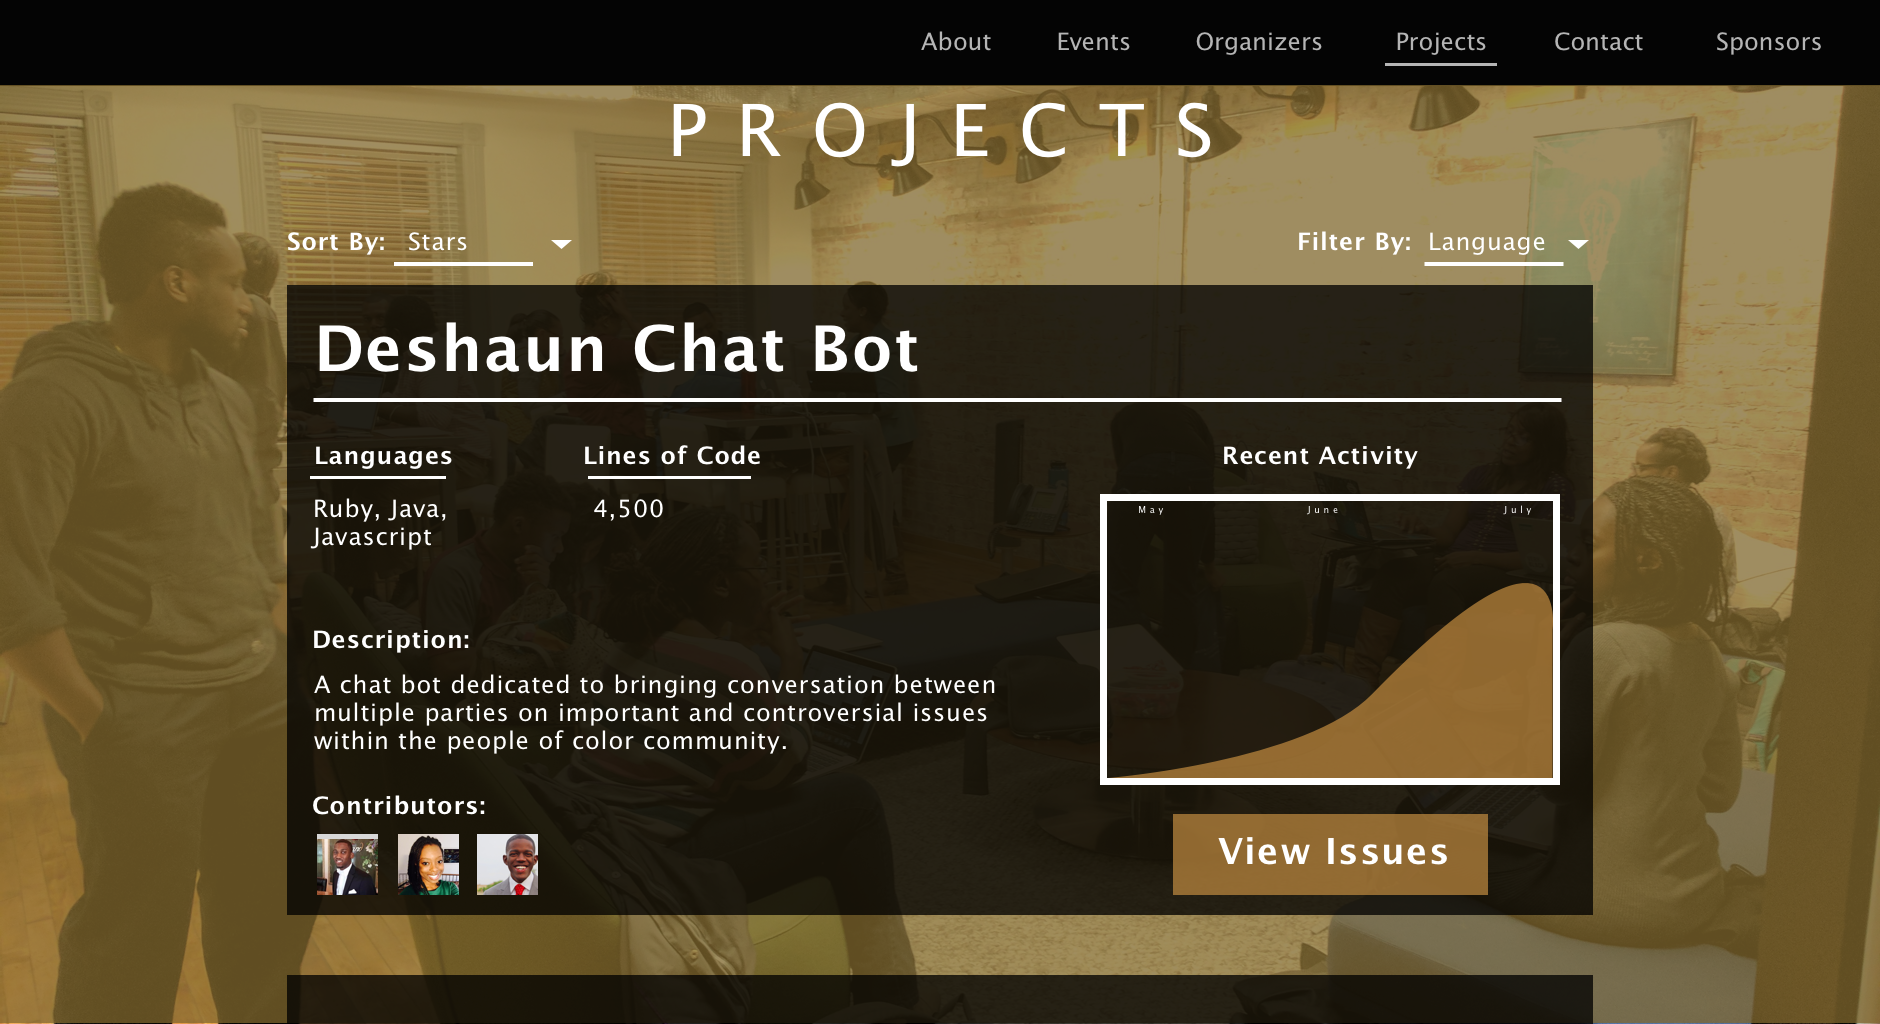 About Events Organizers Projects Contact Sponsors
PROJECTS
Sort By: Stars
Filter By: Language
Deshaun Chat Bot
Languages
Ruby, Java,
Javascript
Lines of Code
4,500
Recent Activity
May June July
Description:
A chat bot dedicated to bringing conversation between
multiple parties on important and controversial issues
within the people of color community.
Contributors:
View Issues